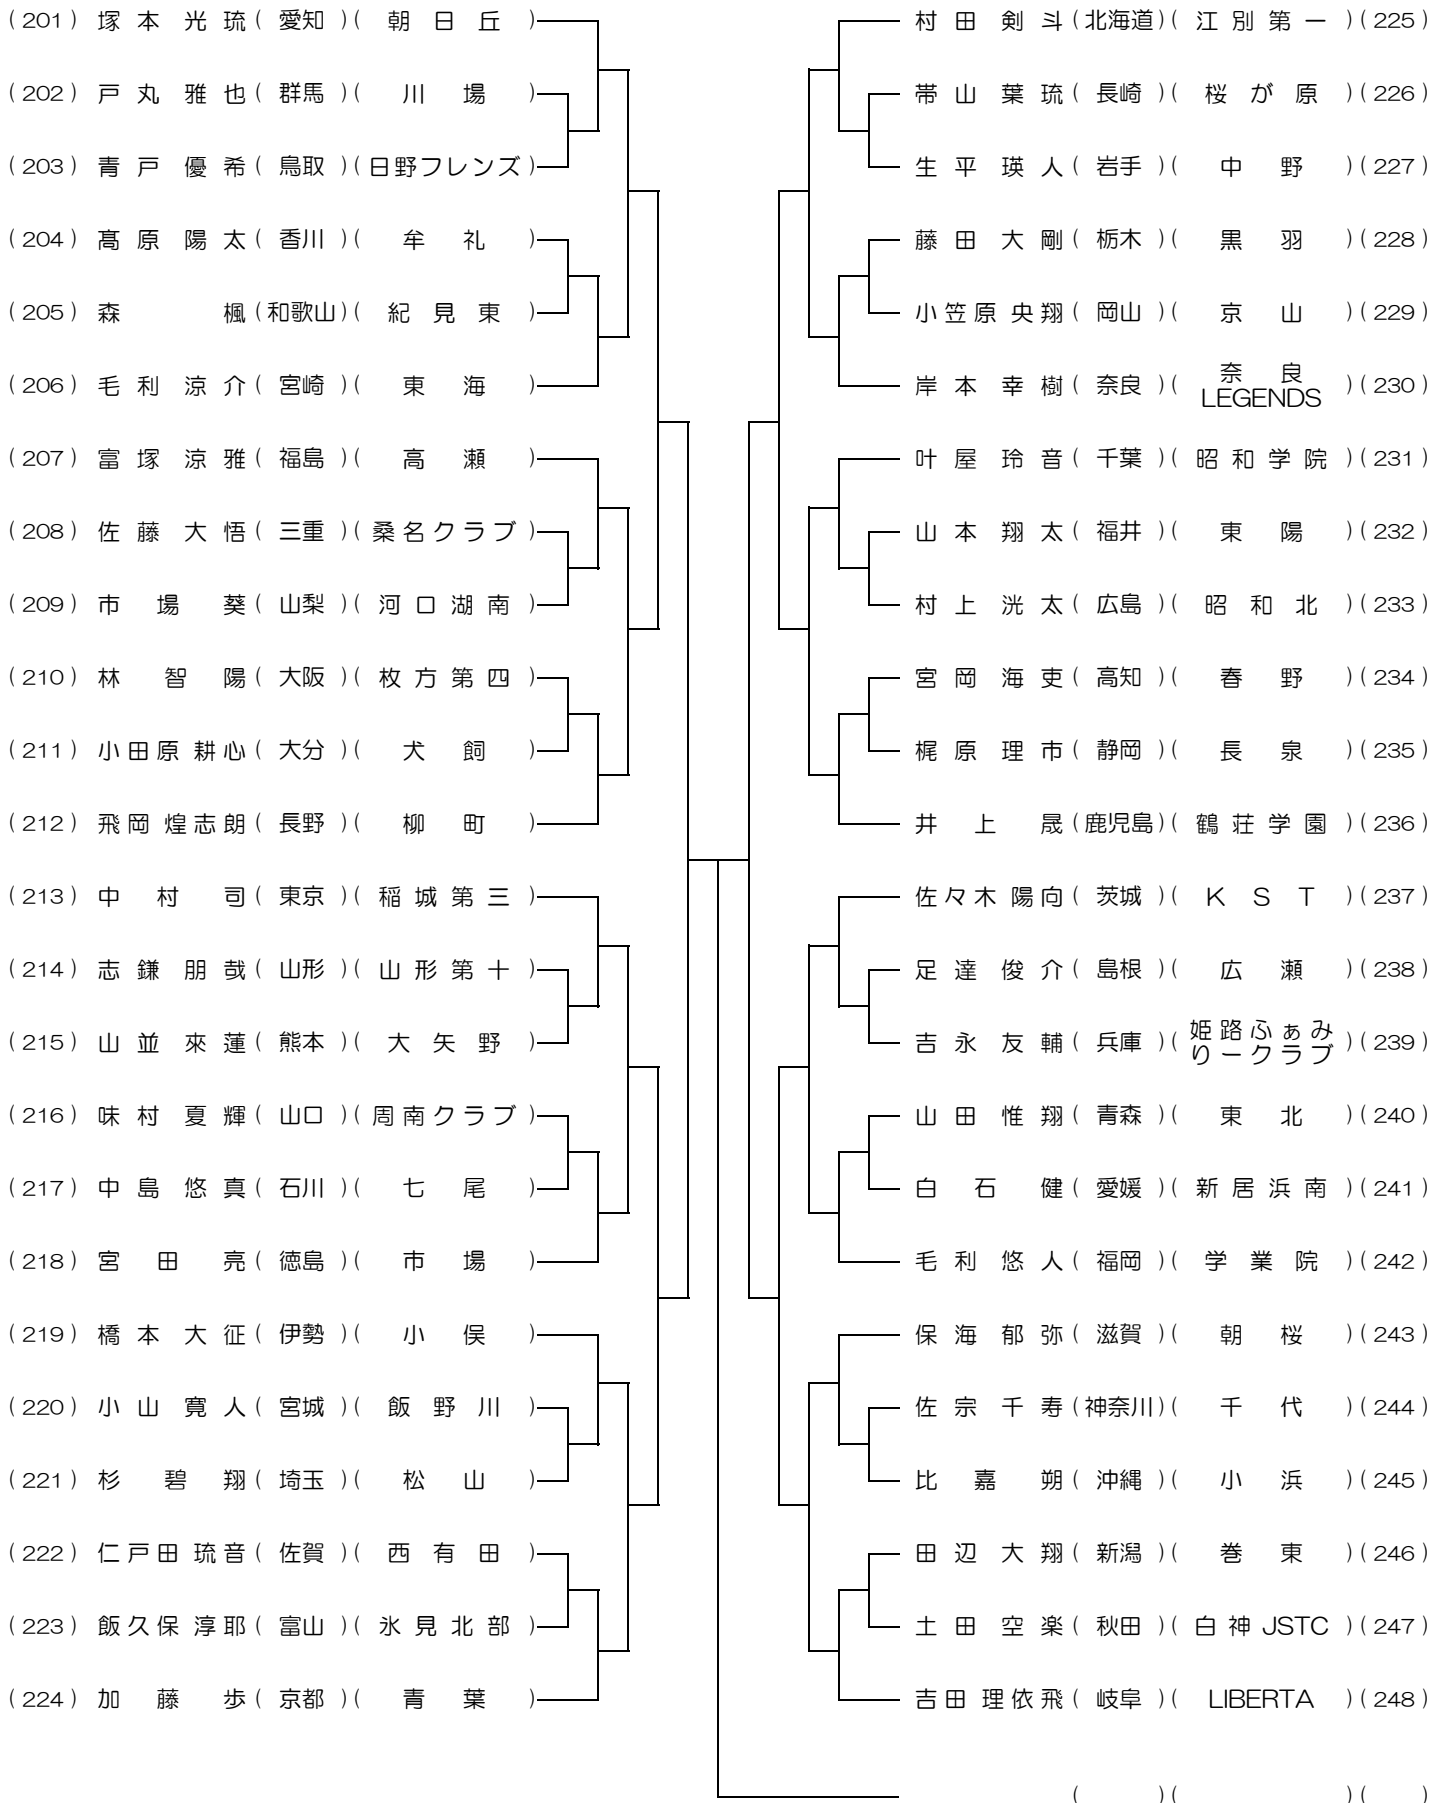 (201) 塚本 光琉 (愛知) (朝日丘)
(202) 戸丸 雅也 (群馬) (川場)
(203) 青戸 優希 (鳥取) (日野フレンズ)
(204) 髙原 陽太 (香川) (牟礼)
(205) 森 楓 (和歌山) (紀見東)
(206) 毛利 涼介 (宮崎) (東海)
(207) 富塚 涼雅 (福島) (高瀬)
(208) 佐藤 大悟 (三重) (桑名クラブ)
(209) 市場 葵 (山梨) (河口湖南)
(210) 林 智陽 (大阪) (枚方第四)
(211) 小田原 耕心 (大分) (犬飼)
(212) 飛岡 煌志朗 (長野) (柳町)
(213) 中村 司 (東京) (稲城第三)
(214) 志鎌 朋哉 (山形) (山形第十)
(215) 山並 來蓮 (熊本) (大矢野)
(216) 味村 夏輝 (山口) (周南クラブ)
(217) 中島 悠真 (石川) (七尾)
(218) 宮田 亮 (徳島) (市場)
(219) 橋本 大征 (伊勢) (小俣)
(220) 小山 寛人 (宮城) (飯野川)
(221) 杉 碧翔 (埼玉) (松山)
(222) 仁戸田 琉音 (佐賀) (西有田)
(223) 飯久保 淳耶 (富山) (氷見北部)
(224) 加藤 歩 (京都) (青葉)
村田 剣斗 (北海道) (江別第一) (225)
帯山 葉琉 (長崎) (桜が原) (226)
生平 瑛人 (岩手) (中野) (227)
藤田 大剛 (栃木) (黒羽) (228)
小笠原 央翔 (岡山) (京山) (229)
岸本 幸樹 (奈良) (奈良 LEGENDS) (230)
叶屋 玲音 (千葉) (昭和学院) (231)
山本 翔太 (福井) (東陽) (232)
村上 洸太 (広島) (昭和北) (233)
宮岡 海吏 (高知) (春野) (234)
梶原 理市 (静岡) (長泉) (235)
井上 晟 (鹿児島) (鶴荘学園) (236)
佐々木 陽向 (茨城) (KST) (237)
足達 俊介 (島根) (広瀬) (238)
吉永 友輔 (兵庫) (姫路ふぁみりークラブ) (239)
山田 惟翔 (青森) (東北) (240)
白石 健 (愛媛) (新居浜南) (241)
毛利 悠人 (福岡) (学業院) (242)
保海 郁弥 (滋賀) (朝桜) (243)
佐宗 千寿 (神奈川) (千代) (244)
比嘉 朔 (沖縄) (小浜) (245)
田辺 大翔 (新潟) (巻東) (246)
土田 空楽 (秋田) (白神JSTC) (247)
吉田 理依飛 (岐阜) (LIBERTA) (248)
( ) ( ) ( )